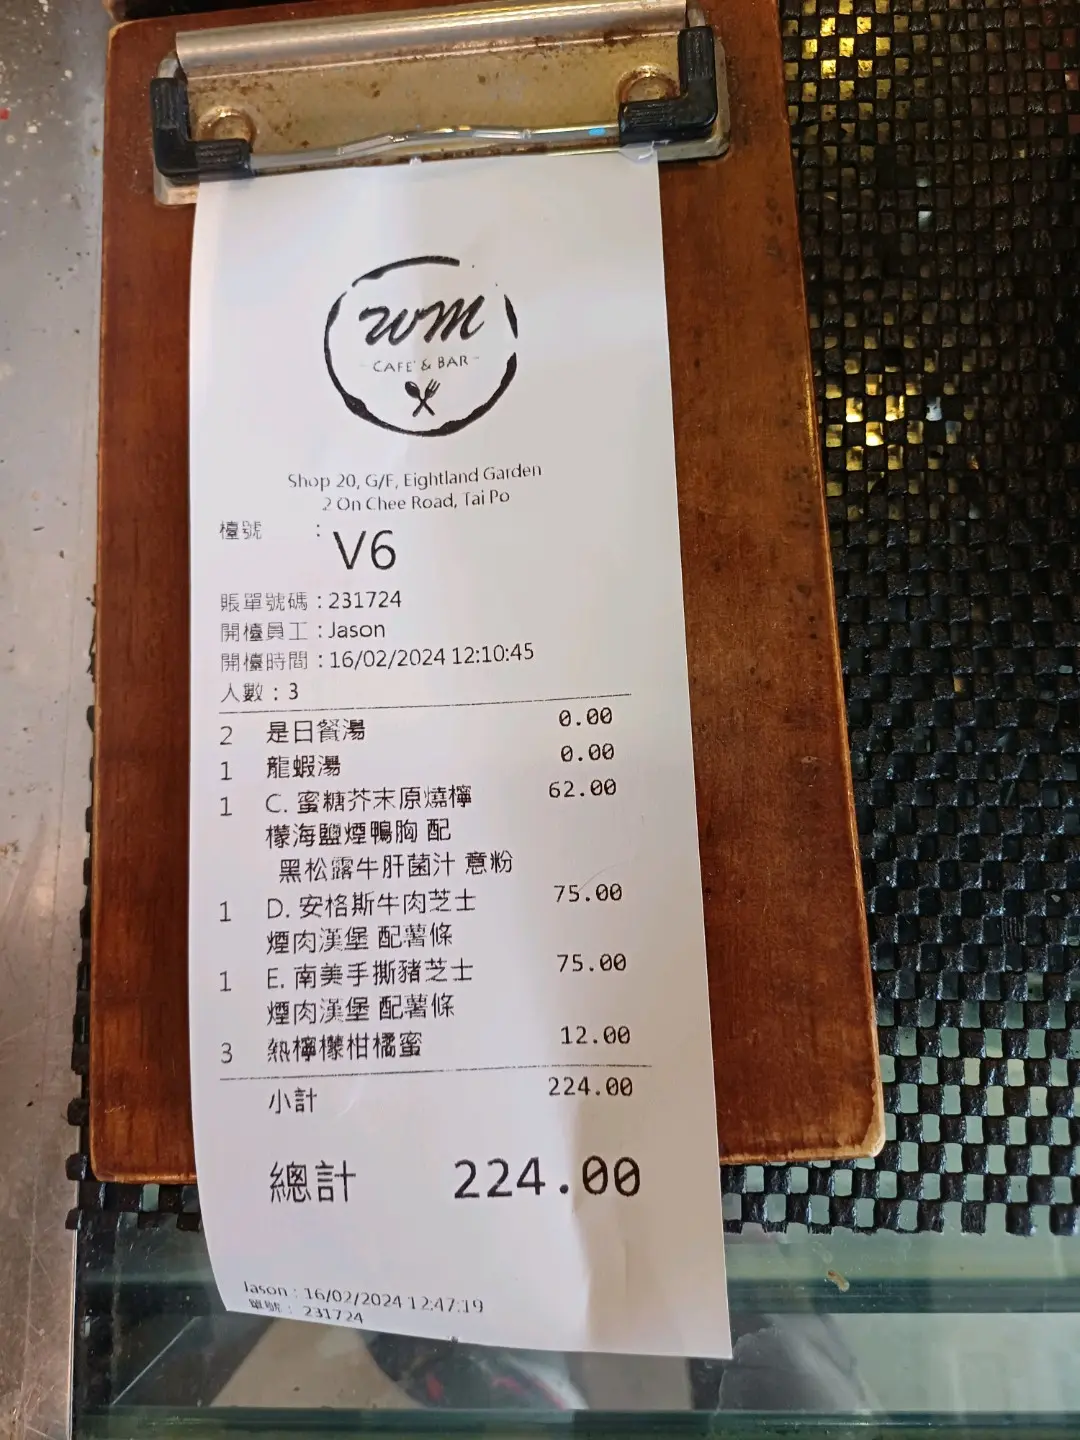 wm
CAFE' & BAR
Shop 20, G/F, Eightland Garden
2 On Chee Road, Tai Po
檯號 : V6
賬單號碼 : 231724
開檯員工 : Jason
開檯時間 : 16/02/2024 12:10:45
人數 : 3
2 是日餐湯 0.00
1 龍蝦湯 0.00
1 C. 蜜糖芥末原燒檸 62.00
檬海鹽煙鴨胸 配
黑松露牛肝菌汁 意粉
1 D. 安格斯牛肉芝士 75.00
煙肉漢堡 配薯條
1 E. 南美手撕豬芝士 75.00
煙肉漢堡 配薯條
3 熱檸檬柑橘蜜 12.00
小計 224.00
總計 224.00
Jason : 16/02/2024 12:47:19
單號 : 231724